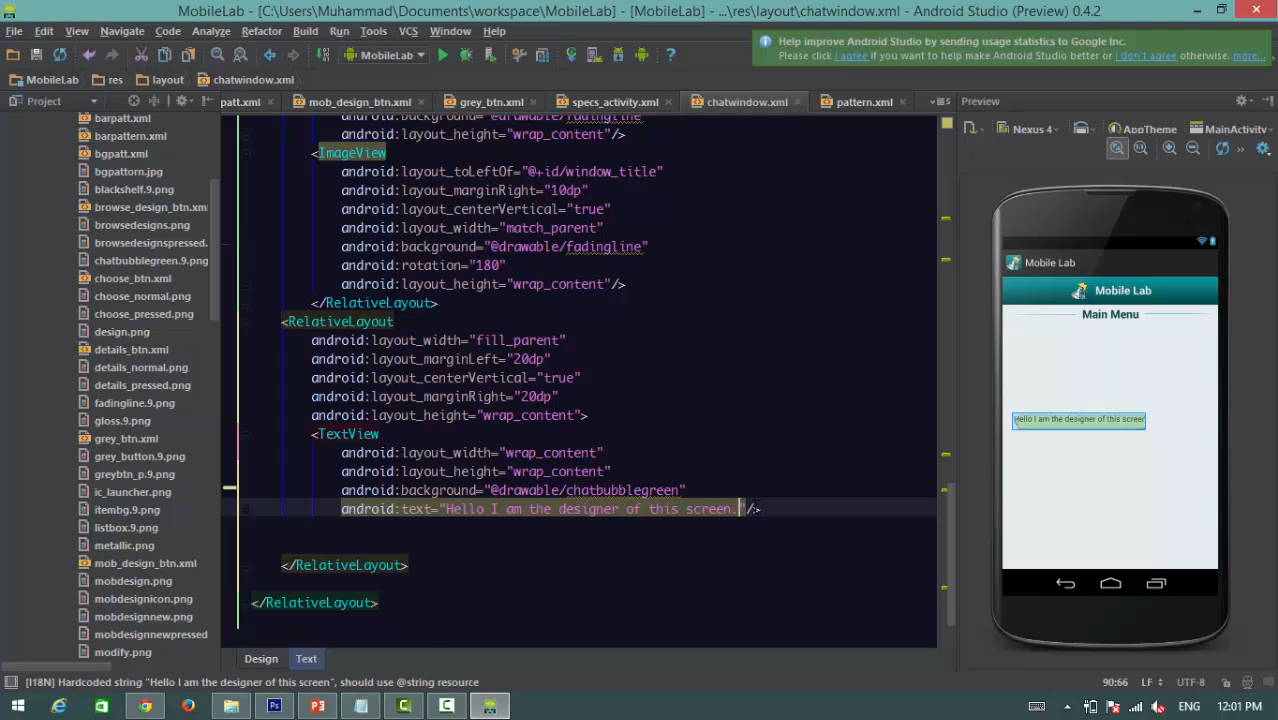 MobileLab - [C:\Users\Muhammad\Documents\workspace\MobileLab] - [MobileLab] - ...\res\layout\chatwindow.xml - Android Studio (Preview) 0.4.2
File Edit View Navigate Code Analyze Refactor Build Run Tools VCS Window Help
Help improve Android Studio by sending usage statistics to Google Inc.
Please click I agree if you want to help make Android Studio better or I don't agree otherwise. more...
MobileLab
MobileLab res layout chatwindow.xml
Project
patt.xml mob_design_btn.xml grey_btn.xml specs_activity.xml chatwindow.xml pattern.xml
Preview
Nexus 4 AppTheme MainActivity
barpatt.xml
barpattern.xml
bgpatt.xml
bgpattorn.jpg
blackshelf.9.png
browse_design_btn.xml
browsedesigns.png
browsedesignspressed.
chatbubblegreen.9.png
choose_btn.xml
choose_normal.png
choose_pressed.png
design.png
details_btn.xml
details_normal.png
details_pressed.png
fadingline.9.png
gloss.9.png
grey_btn.xml
grey_button.9.png
greybtn_p.9.png
ic_launcher.png
itembg.9.png
listbox.9.png
metallic.png
mob_design_btn.xml
mobdesign.png
mobdesignicon.png
mobdesignnew.png
mobdesignnewpressed
modify.png
android:background="@drawable/fadingline"
android:layout_height="wrap_content"/>
<ImageView
android:layout_toLeftOf="@+id/window_title"
android:layout_marginRight="10dp"
android:layout_centerVertical="true"
android:layout_width="match_parent"
android:background="@drawable/fadingline"
android:rotation="180"
android:layout_height="wrap_content"/>
</RelativeLayout>
<RelativeLayout
android:layout_width="fill_parent"
android:layout_marginLeft="20dp"
android:layout_centerVertical="true"
android:layout_marginRight="20dp"
android:layout_height="wrap_content">
<TextView
android:layout_width="wrap_content"
android:layout_height="wrap_content"
android:background="@drawable/chatbubblegreen"
android:text="Hello I am the designer of this screen."/>
</RelativeLayout>
</RelativeLayout>
Mobile Lab
Mobile Lab
Main Menu
Hello I am the designer of this screen
Design Text
[I18N] Hardcoded string "Hello I am the designer of this screen", should use @string resource
90:66 LF UTF-8
ENG 12:01 PM